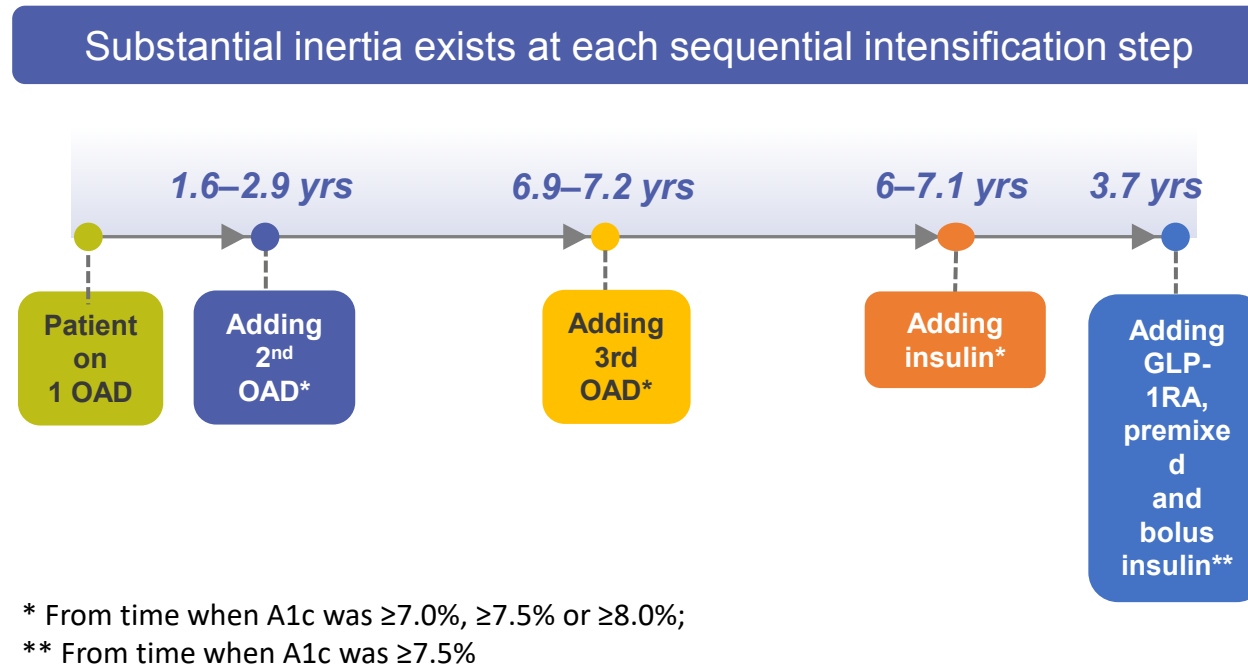 Substantial inertia exists at each sequential intensification step
1.6–2.9 yrs
6.9–7.2 yrs
6–7.1 yrs
3.7 yrs
Patient
on
1 OAD
Adding
2nd
OAD*
Adding
3rd
OAD*
Adding
insulin*
Adding
GLP-
1RA,
premixe
d
and
bolus
insulin**
* From time when A1c was ≥7.0%, ≥7.5% or ≥8.0%;
** From time when A1c was ≥7.5%